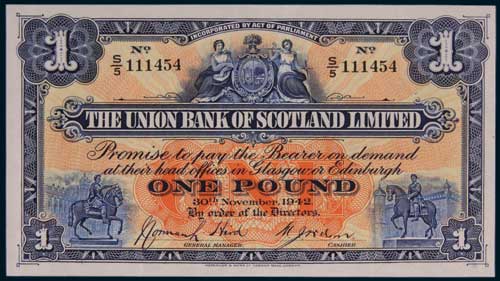 INCORPORATED BY ACT OF PARLIAMENT
1 1
Nº Nº
S/5 111454 S/5 111454
THE UNION BANK OF SCOTLAND LIMITED
Promise to pay the Bearer on demand
at their head offices in Glasgow or Edinburgh
ONE POUND
30th November, 1942.
By order of the Directors.
Norman L Hird
GENERAL MANAGER CASHIER
1 1